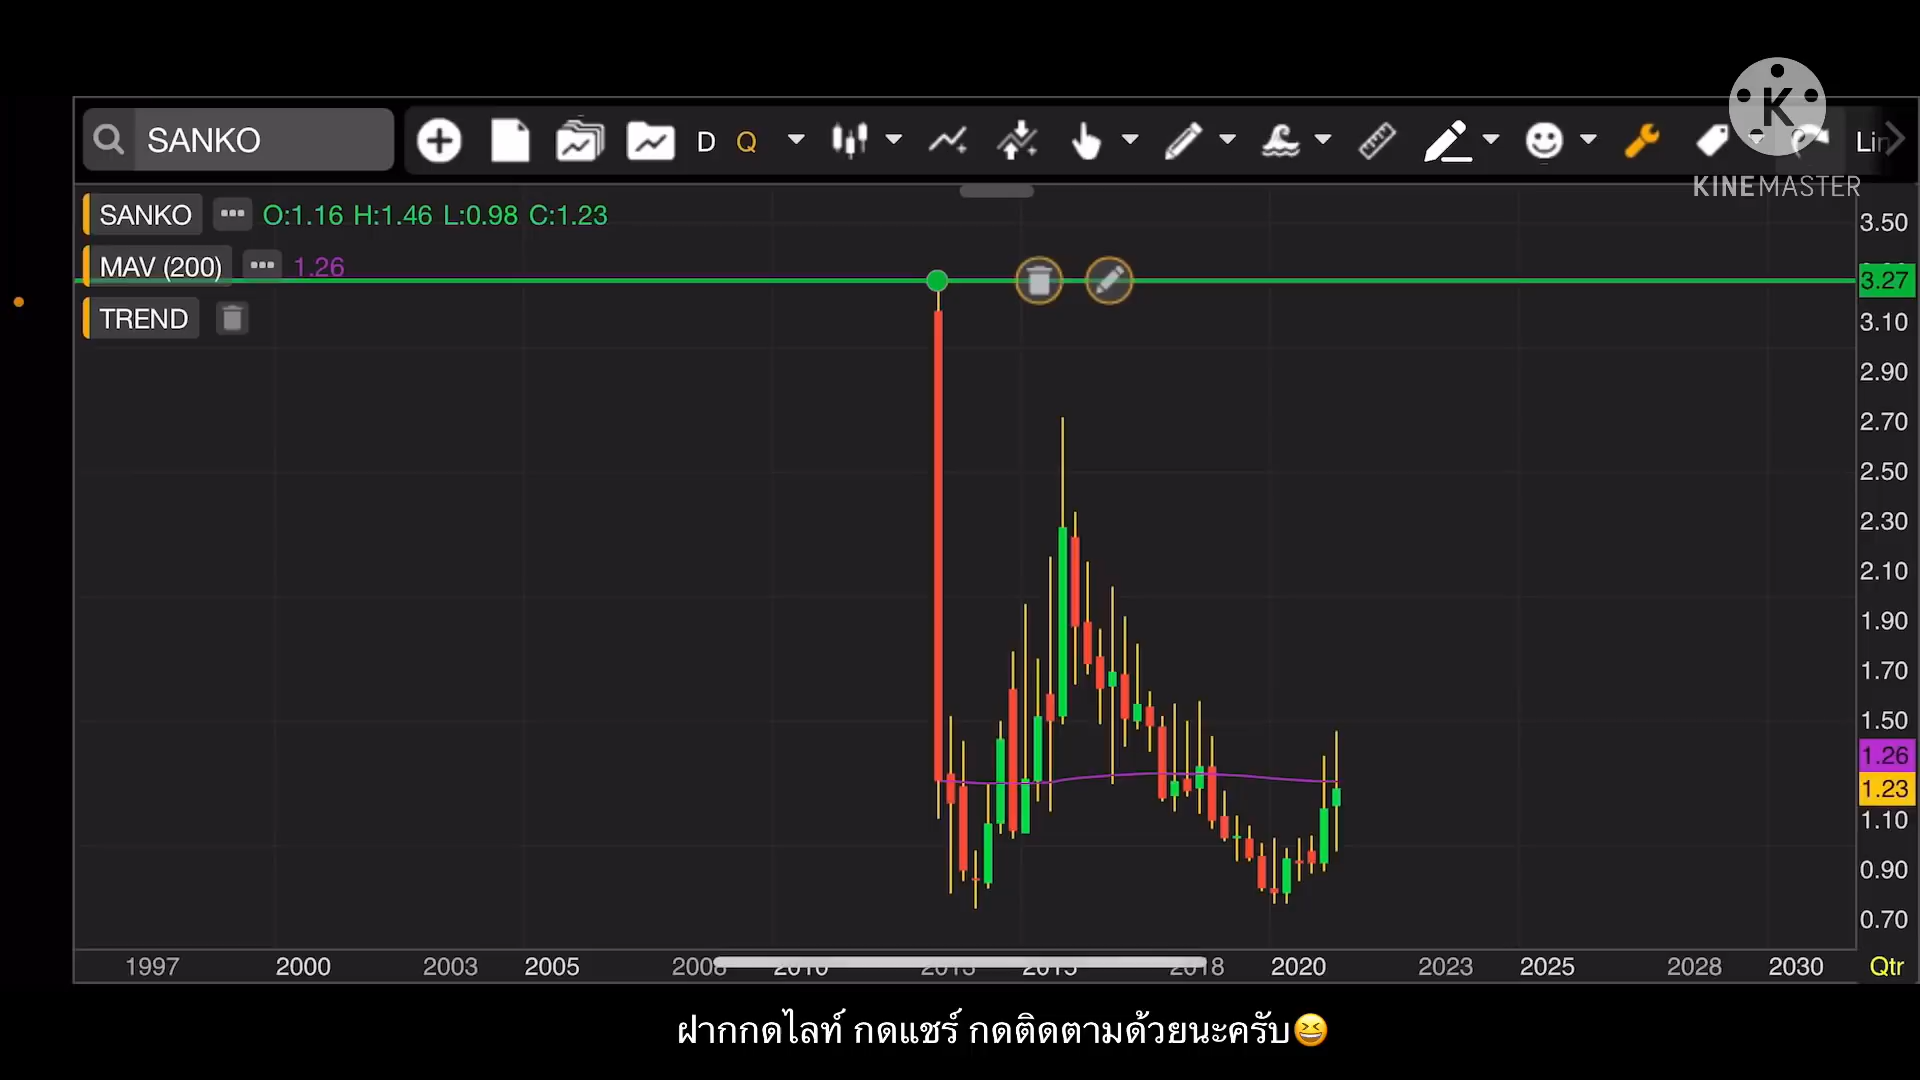 SANKO D Q Lin
KINEMASTER
SANKO O:1.16 H:1.46 L:0.98 C:1.23
MAV (200) 1.26
TREND
3.50
3.27
3.10
2.90
2.70
2.50
2.30
2.10
1.90
1.70
1.50
1.26
1.23
1.10
0.90
0.70
1997 2000 2003 2005 2008 2010 2013 2015 2018 2020 2023 2025 2028 2030 Qtr
ฝากกดไลท์ กดแชร์ กดติดตามด้วยนะครับ😆